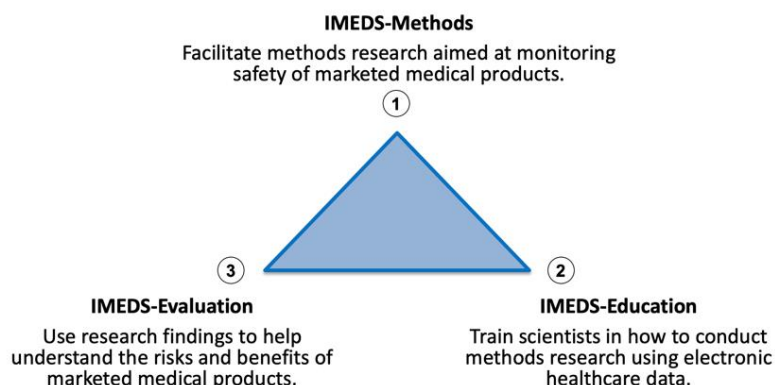 IMEDS-Methods
Facilitate methods research aimed at monitoring
safety of marketed medical products.
1
3
2
IMEDS-Evaluation
Use research findings to help
understand the risks and benefits of
marketed medical products.
IMEDS-Education
Train scientists in how to conduct
methods research using electronic
healthcare data.